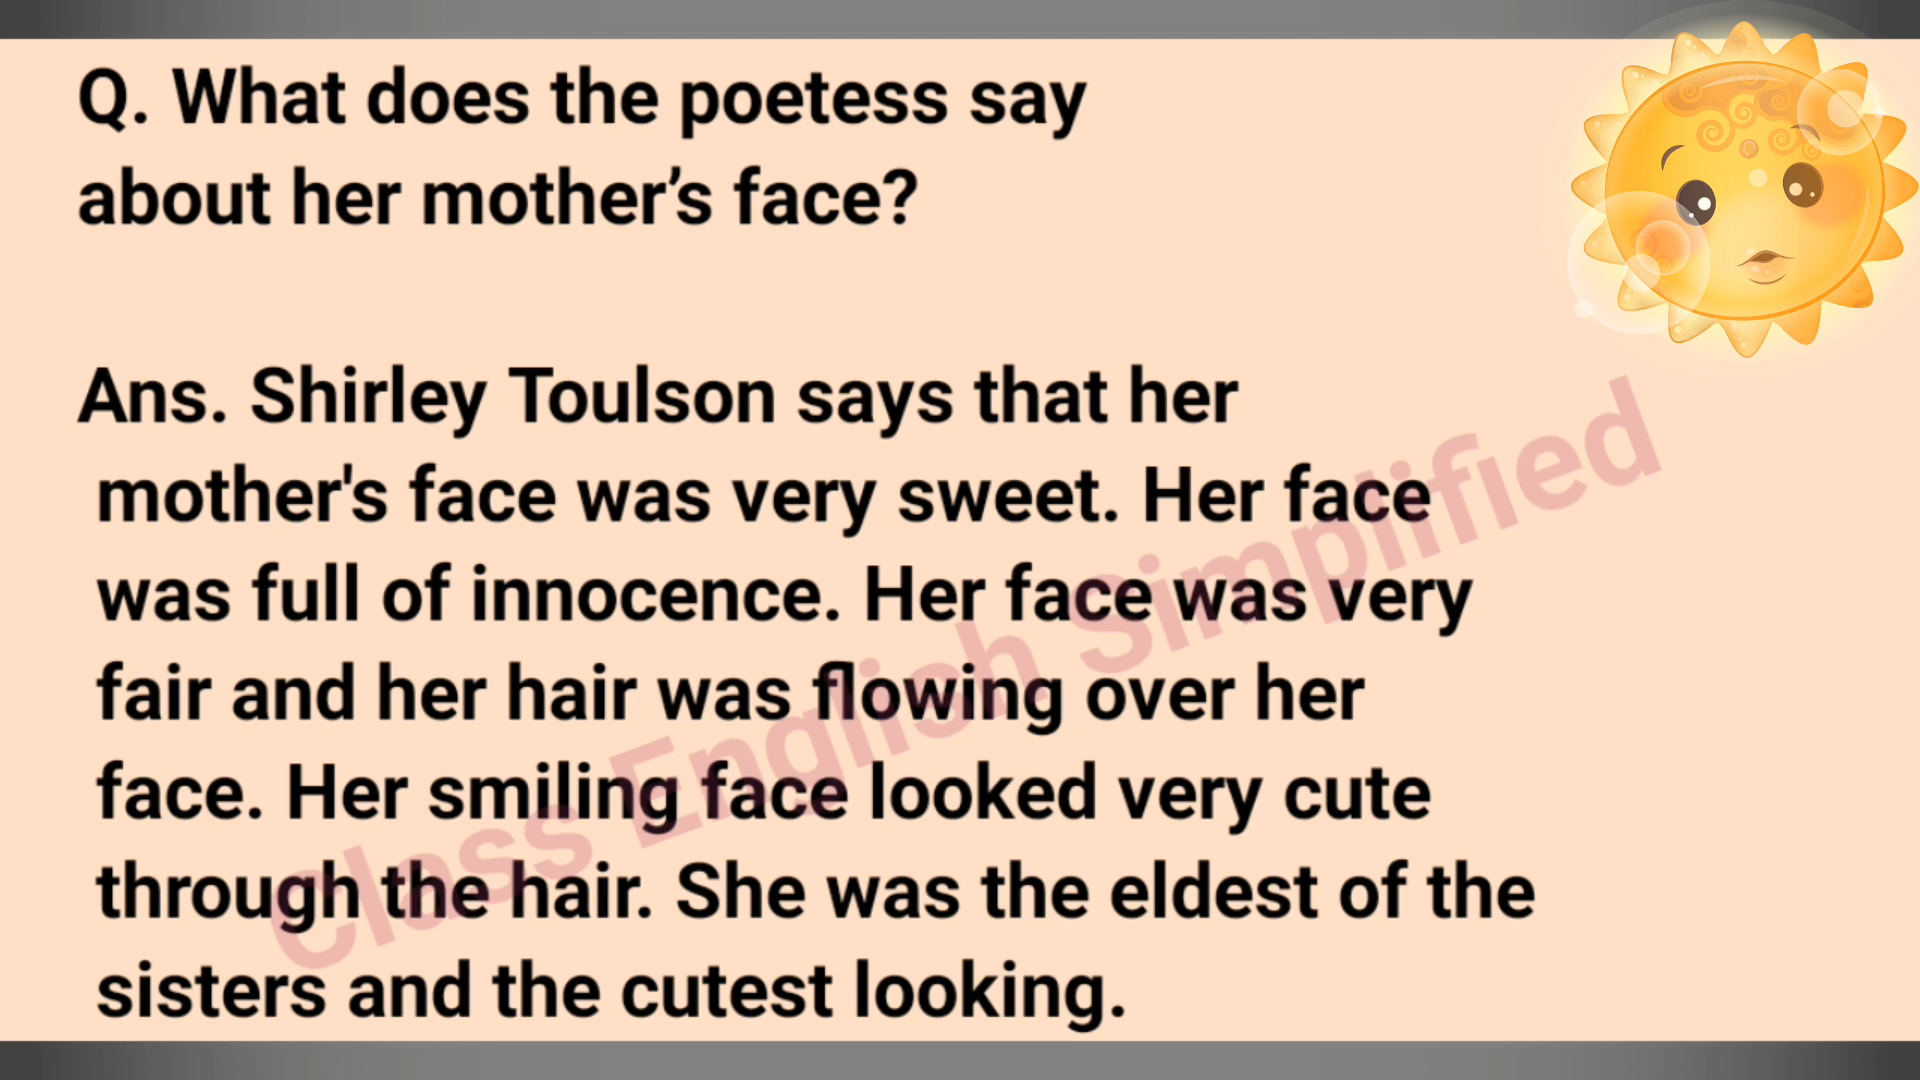 Q. What does the poetess say
about her mother’s face?
Ans. Shirley Toulson says that her
mother's face was very sweet. Her face
was full of innocence. Her face was very
fair and her hair was flowing over her
face. Her smiling face looked very cute
through the hair. She was the eldest of the
sisters and the cutest looking.
Class English Simplified